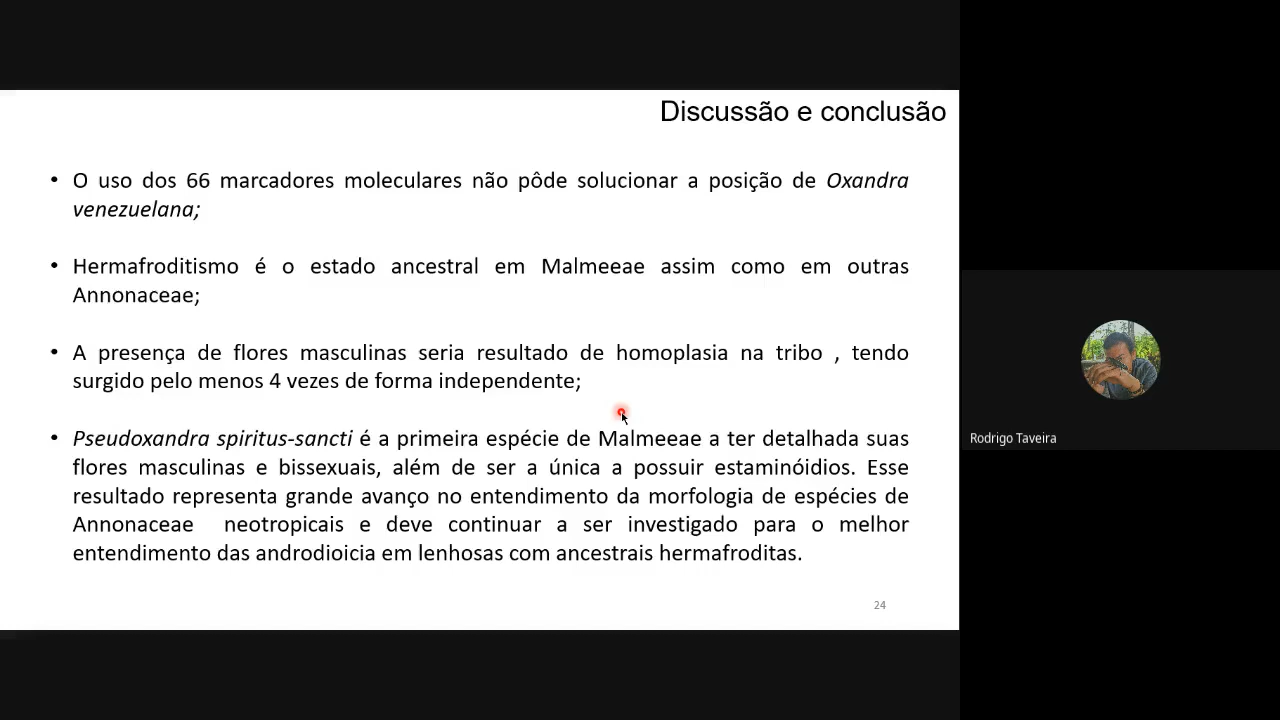 Discussão e conclusão
• O uso dos 66 marcadores moleculares não pôde solucionar a posição de Oxandra
venezuelana;
• Hermafroditismo é o estado ancestral em Malmeeae assim como em outras
Annonaceae;
• A presença de flores masculinas seria resultado de homoplasia na tribo , tendo
surgido pelo menos 4 vezes de forma independente;
• Pseudoxandra spiritus-sancti é a primeira espécie de Malmeeae a ter detalhada suas
flores masculinas e bissexuais, além de ser a única a possuir estaminóidios. Esse
resultado representa grande avanço no entendimento da morfologia de espécies de
Annonaceae neotropicais e deve continuar a ser investigado para o melhor
entendimento das androdioicia em lenhosas com ancestrais hermafroditas.
24
Rodrigo Taveira